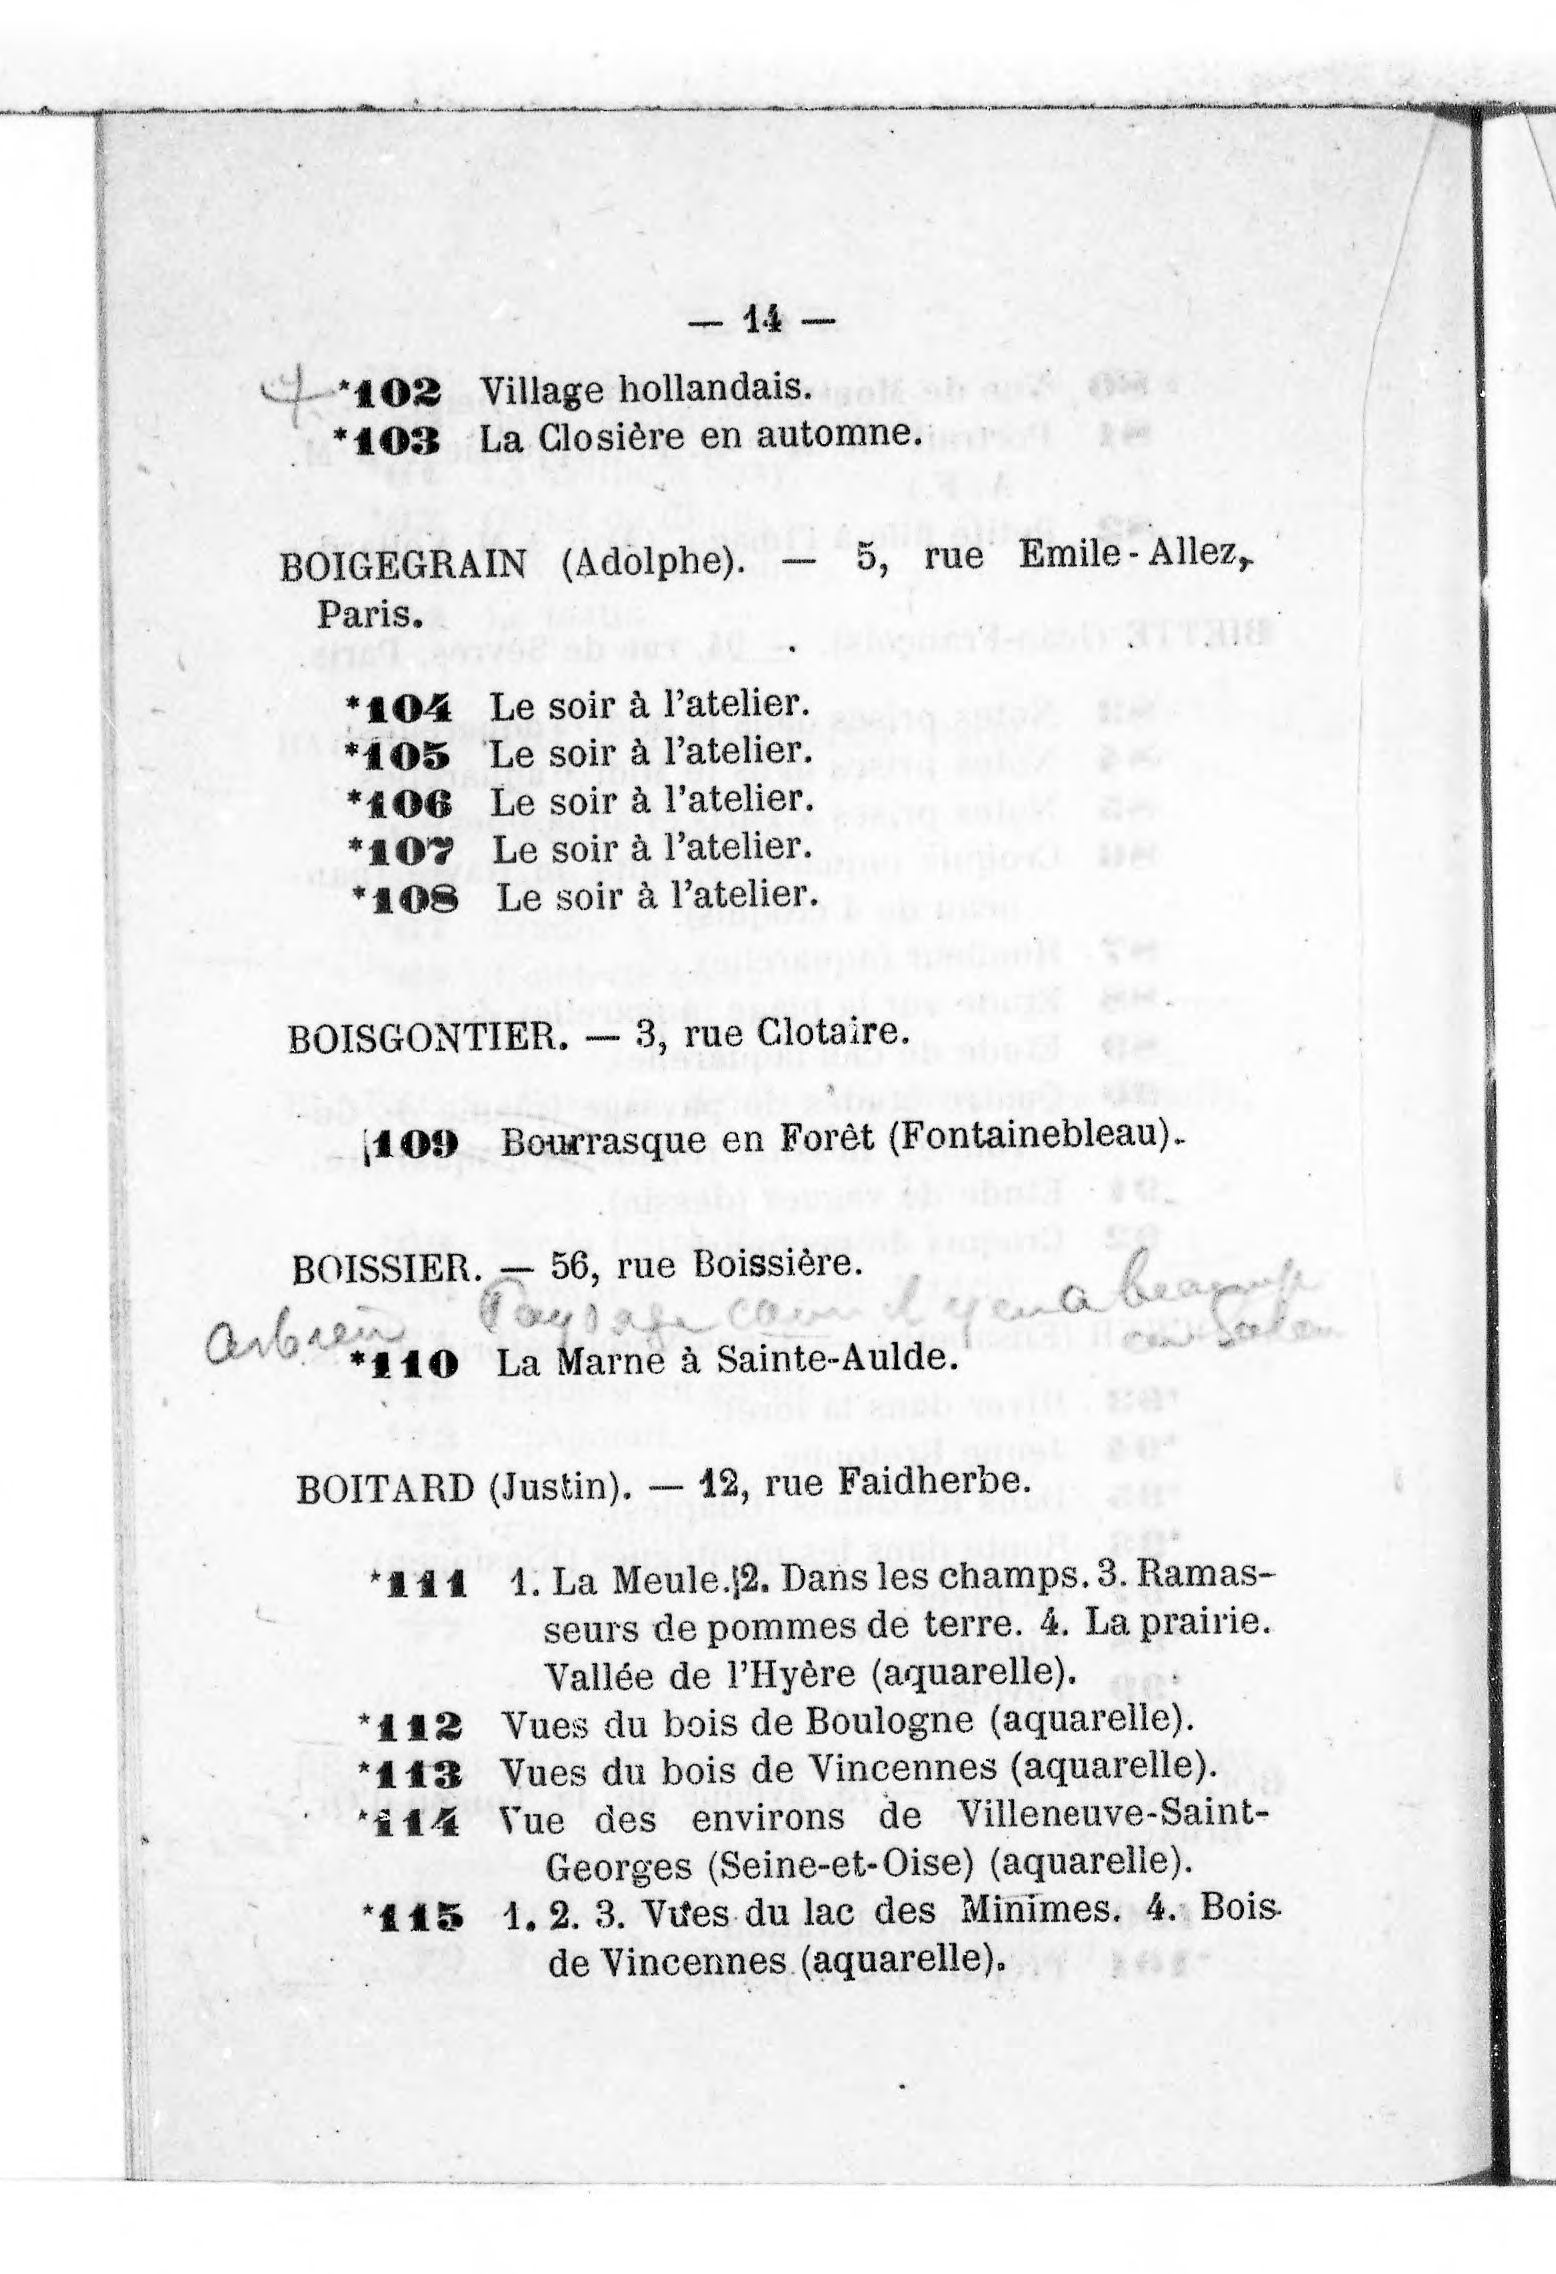 — 14 —
*102 Village hollandais.
*103 La Closière en automne.
BOIGEGRAIN (Adolphe). — 5, rue Emile-Allez,
Paris.
*104 Le soir à l'atelier.
*105 Le soir à l'atelier.
*106 Le soir à l'atelier.
*107 Le soir à l'atelier.
*108 Le soir à l'atelier.
BOISGONTIER. — 3, rue Clotaire.
109 Bourrasque en Forêt (Fontainebleau).
BOISSIER. — 56, rue Boissière.
Paysage comme il y en a beaucoup
*110 La Marne à Sainte-Aulde.
BOITARD (Justin). — 12, rue Faidherbe.
*111 1. La Meule. 2. Dans les champs. 3. Ramas-
seurs de pommes de terre. 4. La prairie.
Vallée de l'Hyère (aquarelle).
*112 Vues du bois de Boulogne (aquarelle).
*113 Vues du bois de Vincennes (aquarelle).
*114 Vue des environs de Villeneuve-Saint-
Georges (Seine-et-Oise) (aquarelle).
*115 1. 2. 3. Vues du lac des Minimes. 4. Bois
de Vincennes (aquarelle).